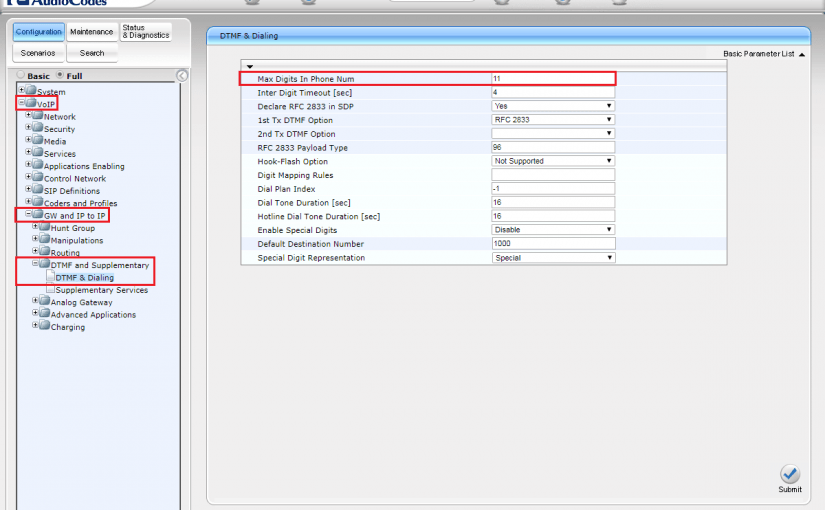 AudioCodes
Configuration Maintenance Status & Diagnostics
Scenarios Search
Basic Full
System
VoIP
Network
Security
Media
Services
Applications Enabling
Control Network
SIP Definitions
Coders and Profiles
GW and IP to IP
Hunt Group
Manipulations
Routing
DTMF and Supplementary
DTMF & Dialing
Supplementary Services
Analog Gateway
Advanced Applications
Charging
DTMF & Dialing
Basic Parameter List
Max Digits In Phone Num 11
Inter Digit Timeout [sec] 4
Declare RFC 2833 in SDP Yes
1st Tx DTMF Option RFC 2833
2nd Tx DTMF Option
RFC 2833 Payload Type 96
Hook-Flash Option Not Supported
Digit Mapping Rules
Dial Plan Index -1
Dial Tone Duration [sec] 16
Hotline Dial Tone Duration [sec] 16
Enable Special Digits Disable
Default Destination Number 1000
Special Digit Representation Special
Submit